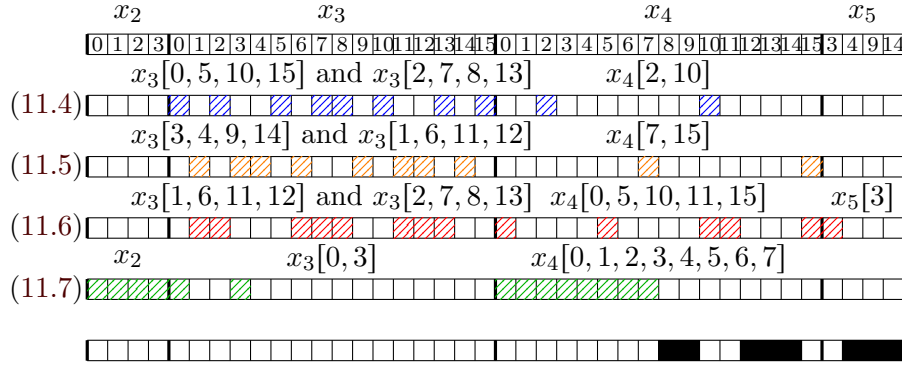 x₂ x₃ x₄ x₅
0 1 2 3 0 1 2 3 4 5 6 7 8 9 10 11 12 13 14 15 0 1 2 3 4 5 6 7 8 9 10 11 12 13 14 15 3 4 9 14
x₃[0, 5, 10, 15] and x₃[2, 7, 8, 13] x₄[2, 10]
(11.4)
x₃[3, 4, 9, 14] and x₃[1, 6, 11, 12] x₄[7, 15]
(11.5)
x₃[1, 6, 11, 12] and x₃[2, 7, 8, 13] x₄[0, 5, 10, 11, 15] x₅[3]
(11.6)
x₂ x₃[0, 3] x₄[0, 1, 2, 3, 4, 5, 6, 7]
(11.7)